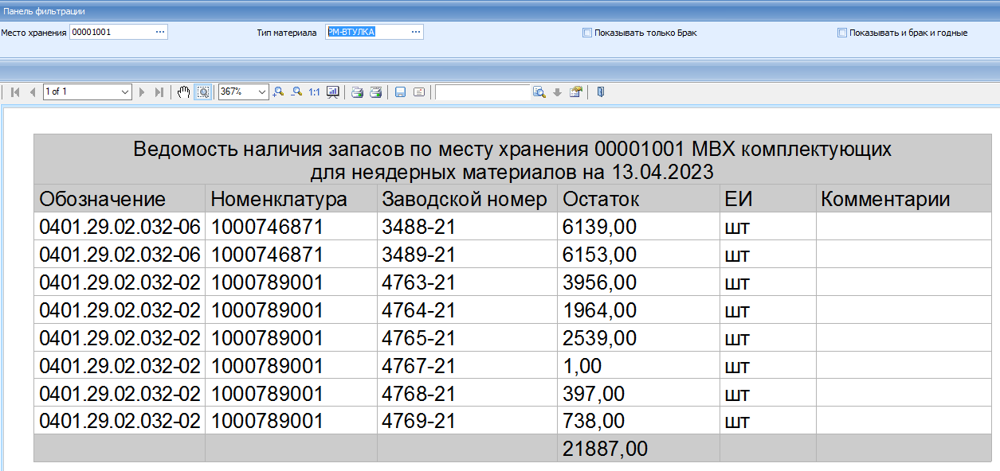 Панель фильтрации
Место хранения 00001001 ... Тип материала РМ-ВТУЛКА ... Показывать только Брак Показывать и брак и годные
1 of 1 367% 1:1
Ведомость наличия запасов по месту хранения 00001001 МВХ комплектующих
для неядерных материалов на 13.04.2023
Обозначение Номенклатура Заводской номер Остаток ЕИ Комментарии
0401.29.02.032-06 1000746871 3488-21 6139,00 шт
0401.29.02.032-06 1000746871 3489-21 6153,00 шт
0401.29.02.032-02 1000789001 4763-21 3956,00 шт
0401.29.02.032-02 1000789001 4764-21 1964,00 шт
0401.29.02.032-02 1000789001 4765-21 2539,00 шт
0401.29.02.032-02 1000789001 4767-21 1,00 шт
0401.29.02.032-02 1000789001 4768-21 397,00 шт
0401.29.02.032-02 1000789001 4769-21 738,00 шт
21887,00